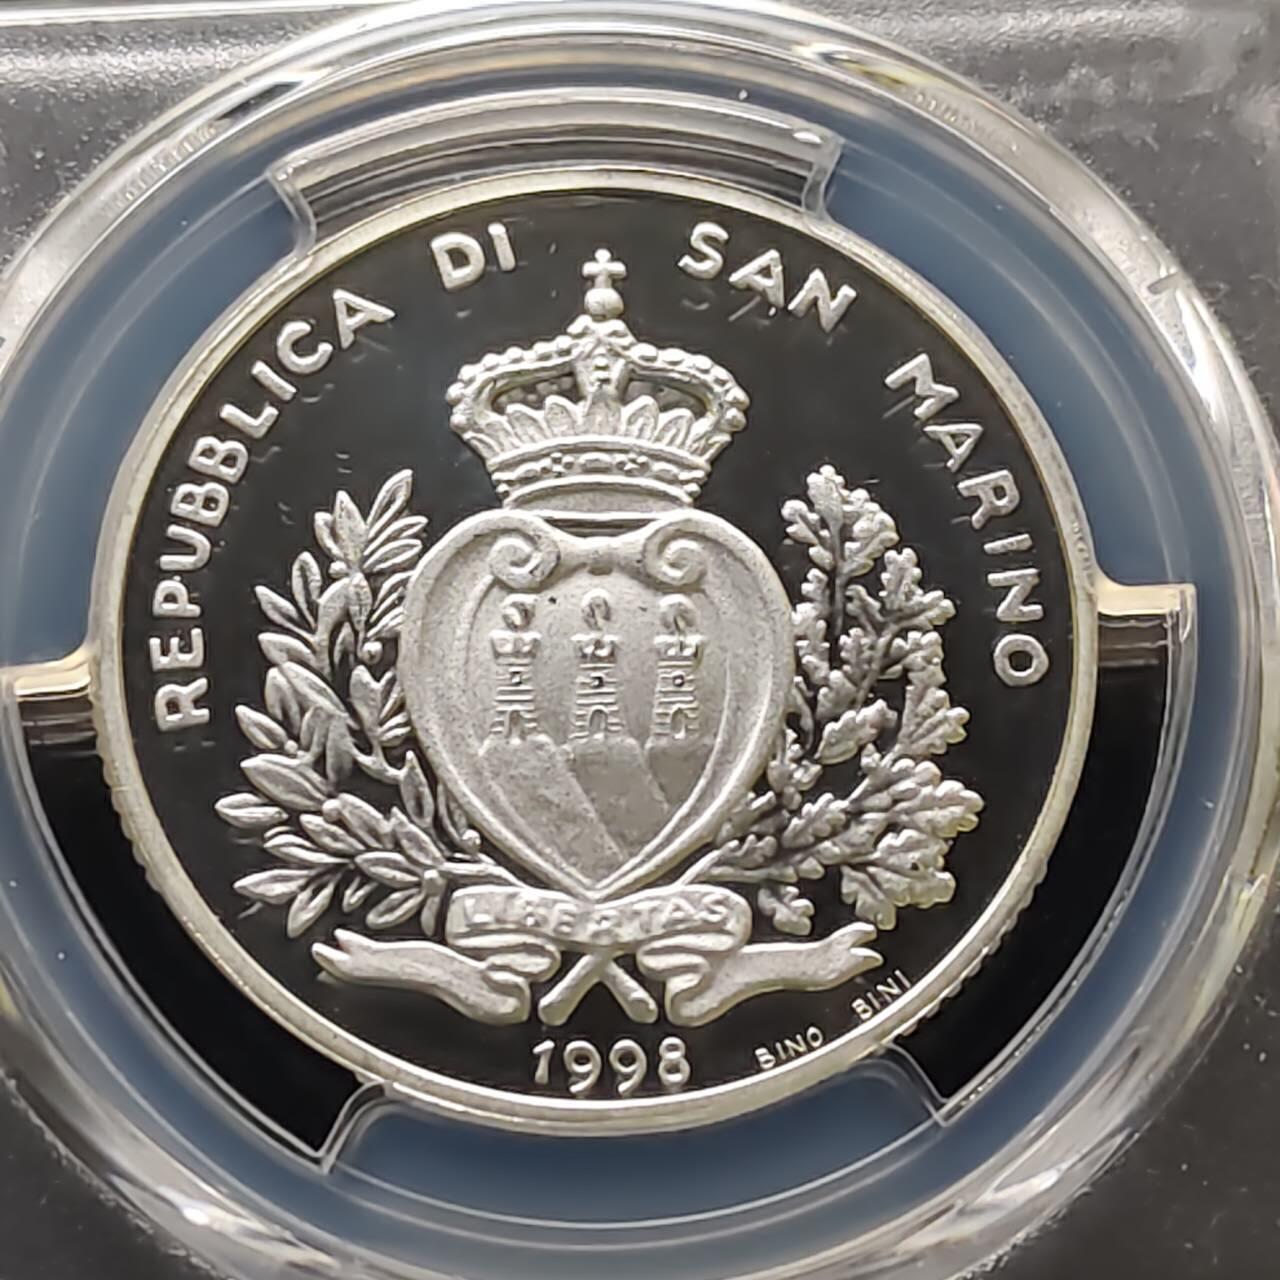 REPUBBLICA DI SAN MARINO
LIBERTAS
1998
BINO BINI